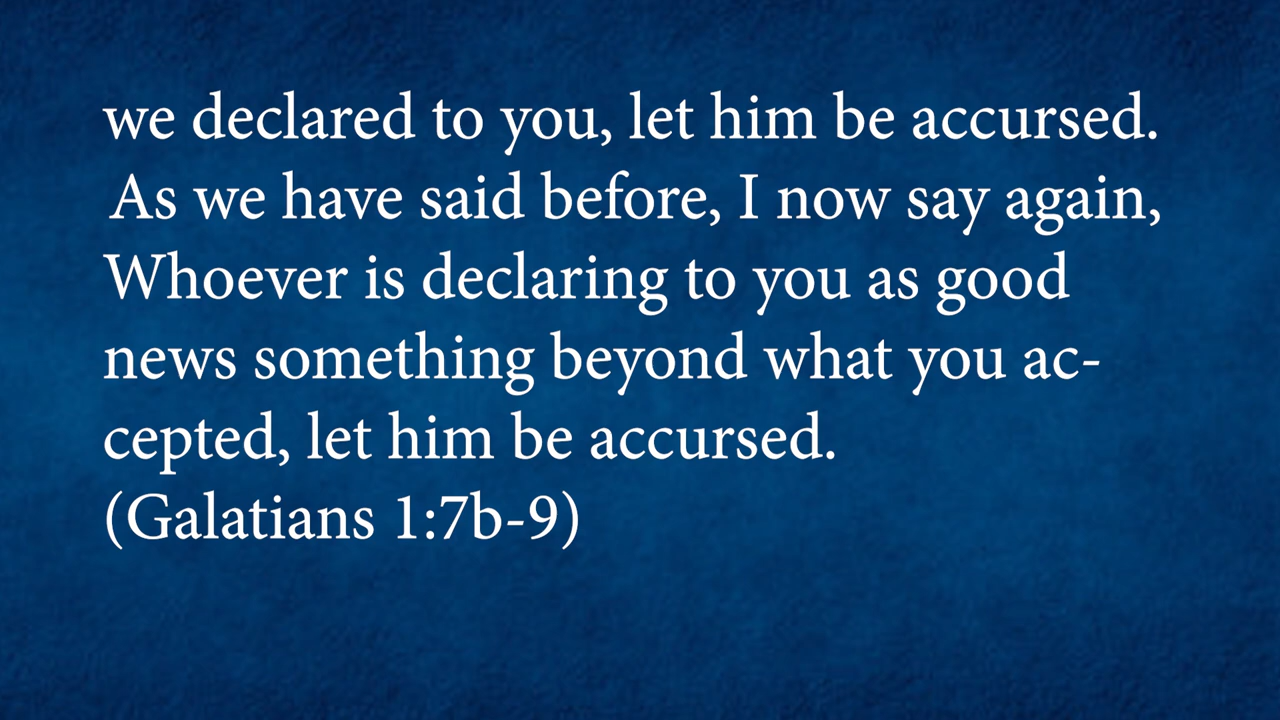 we declared to you, let him be accursed.
As we have said before, I now say again,
Whoever is declaring to you as good
news something beyond what you ac-
cepted, let him be accursed.
(Galatians 1:7b-9)